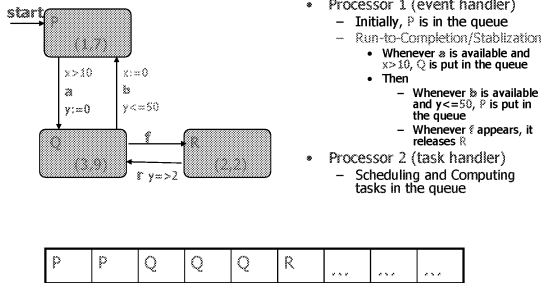 start
P
(1,7)
x>10
a
y:=0
x:=0
b
y<=50
Q
(3,9)
f
R
(2,2)
r y=>2
• Processor 1 (event handler)
– Initially, P is in the queue
– Run-to-Completion/Stablization
• Whenever a is available and
x>10, Q is put in the queue
• Then
– Whenever b is available
and y<=50, P is put in
the queue
– Whenever f appears, it
releases R
• Processor 2 (task handler)
– Scheduling and Computing
tasks in the queue
P P Q Q Q R ... ... ...